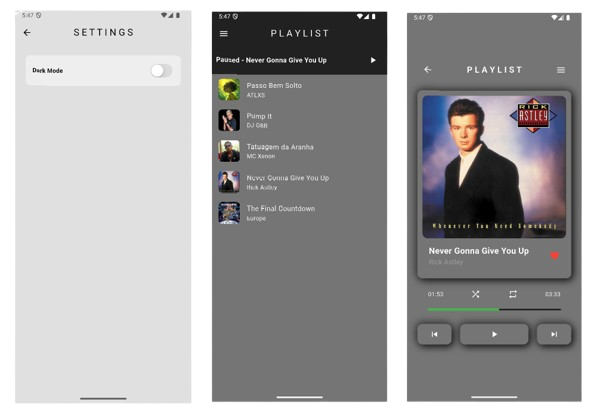 5:47
SETTINGS
Dark Mode
5:47
PLAYLIST
Paused - Never Gonna Give You Up
Passo Bem Solto
ATLXS
Pump it
DJ GBB
Tatuagem da Aranha
MC Xenon
Never Gonna Give You Up
Rick Astley
The Final Countdown
Europe
5:47
PLAYLIST
RICK
ASTLEY
Whenever You Need Somebody
Never Gonna Give You Up
Rick Astley
01:53
03:33